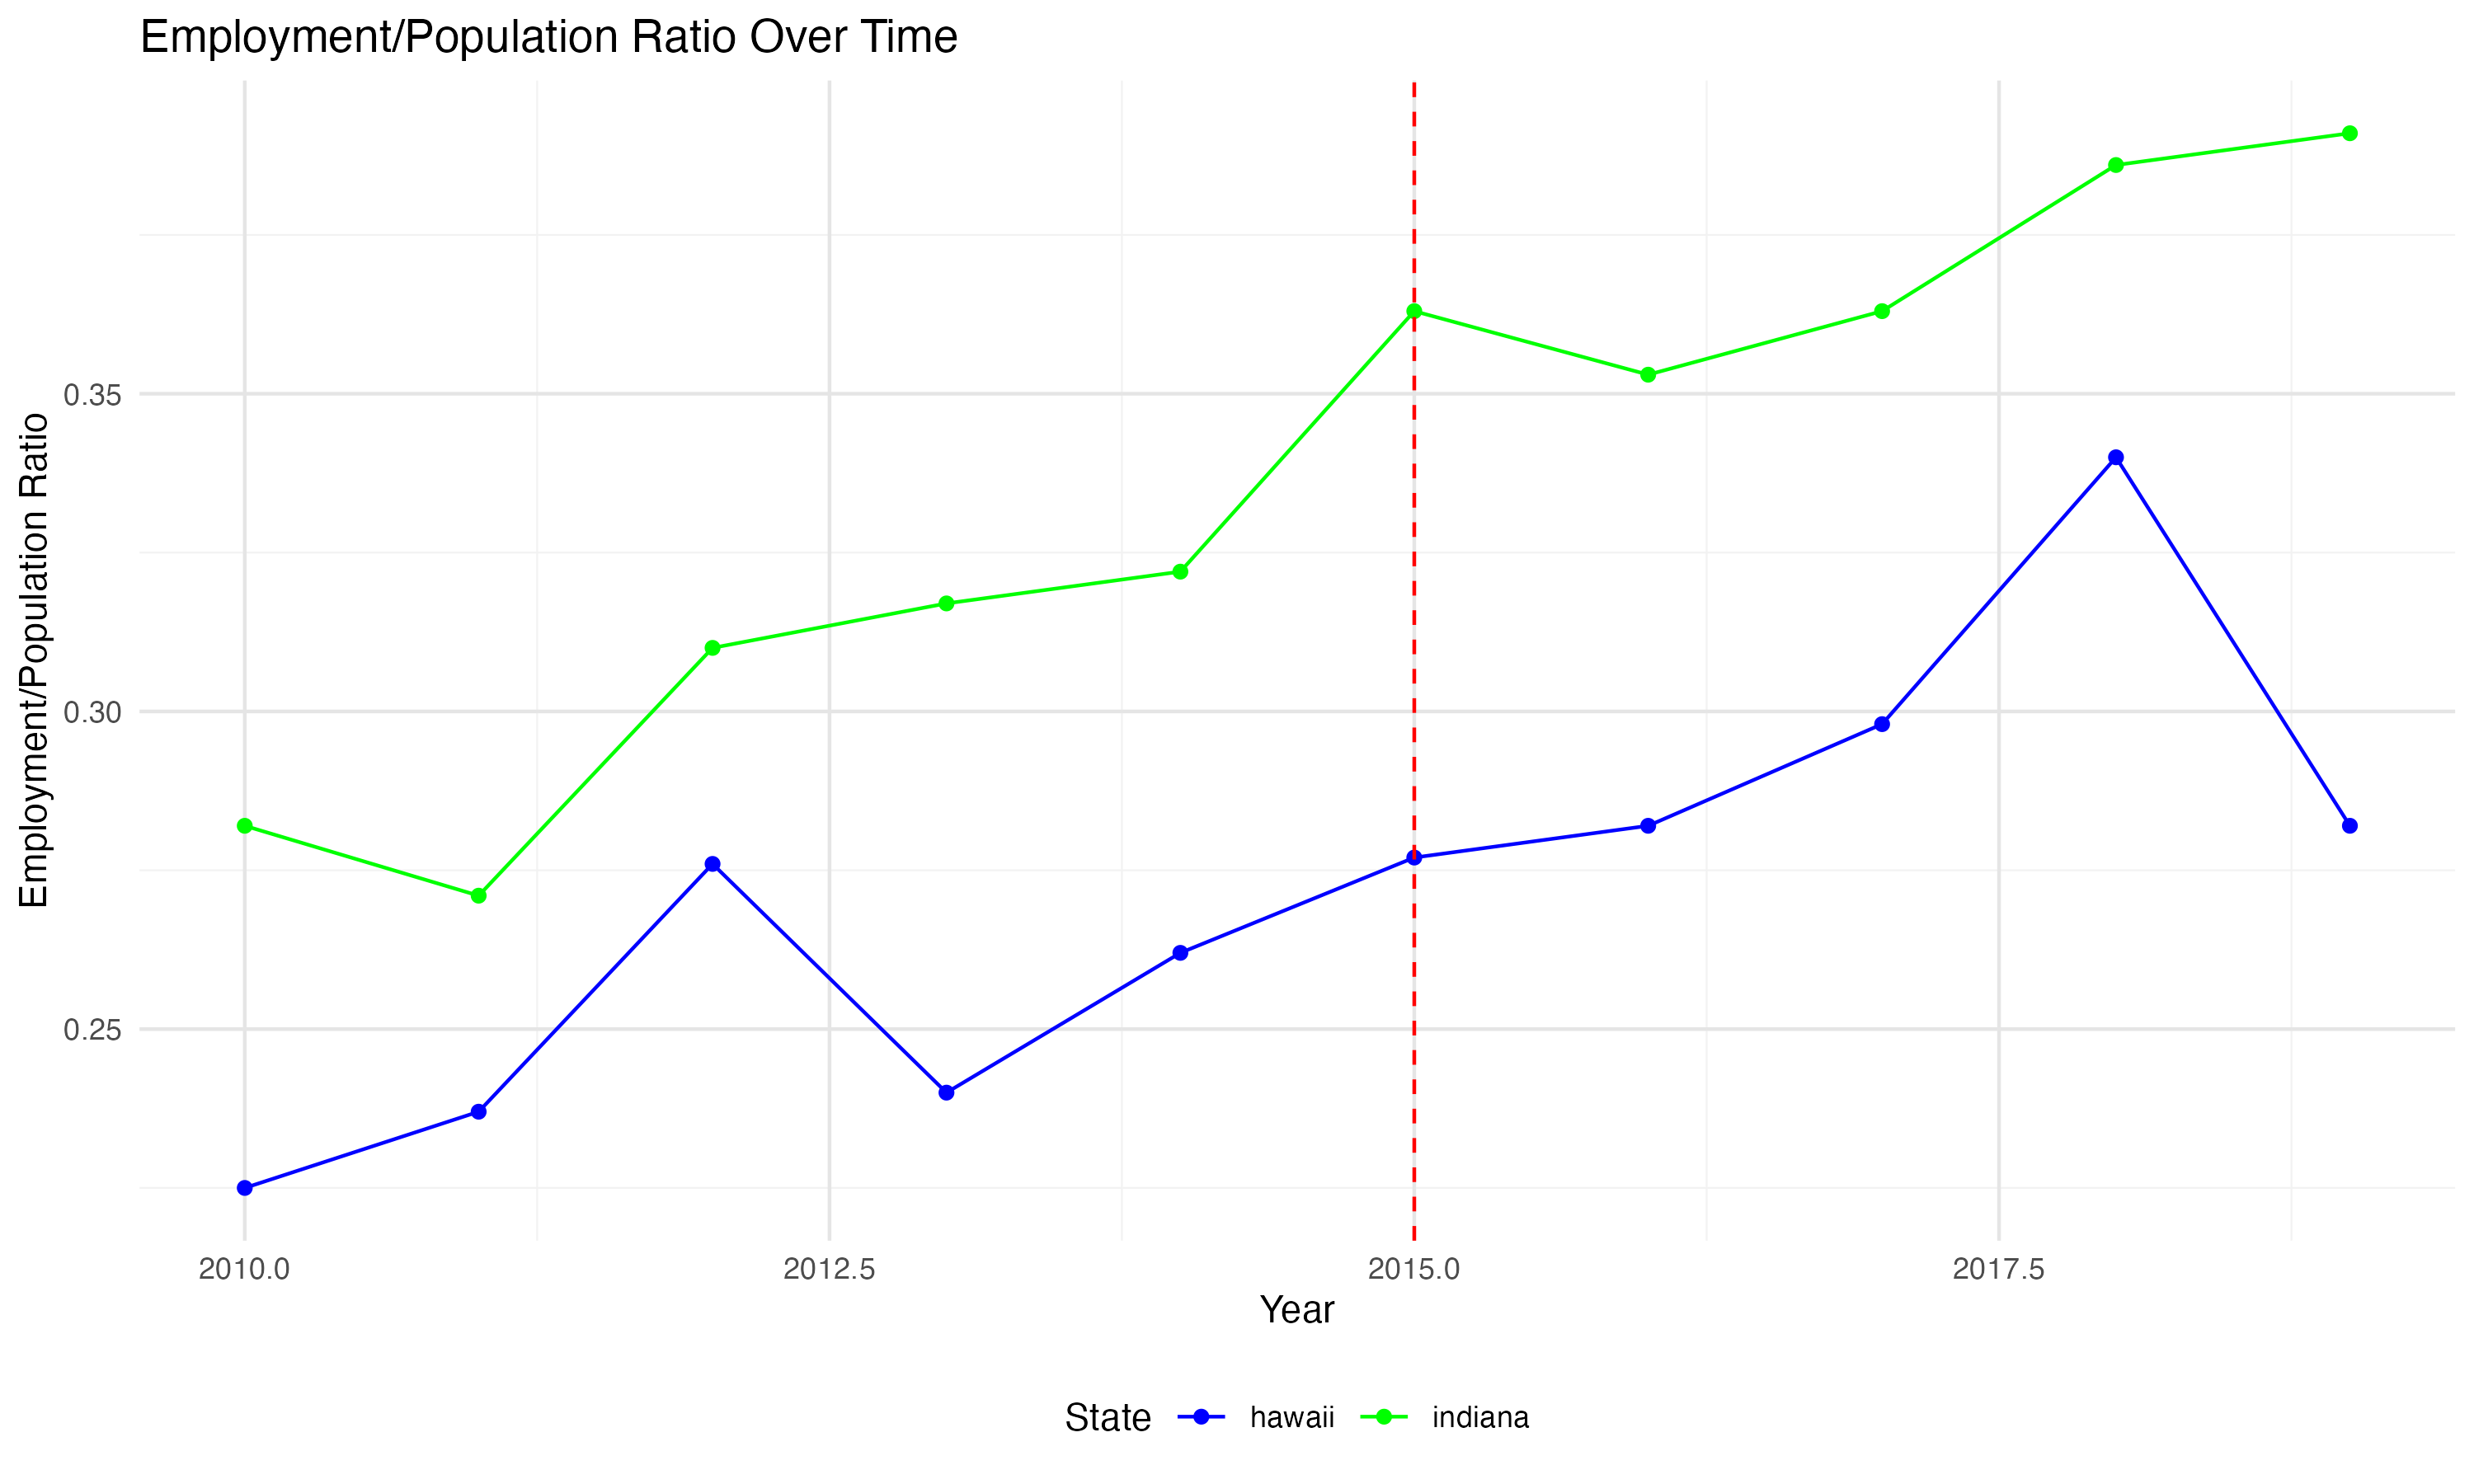 Employment/Population Ratio Over Time
Employment/Population Ratio
0.35
0.30
0.25
2010.0 2012.5 2015.0 2017.5
Year
State hawaii indiana